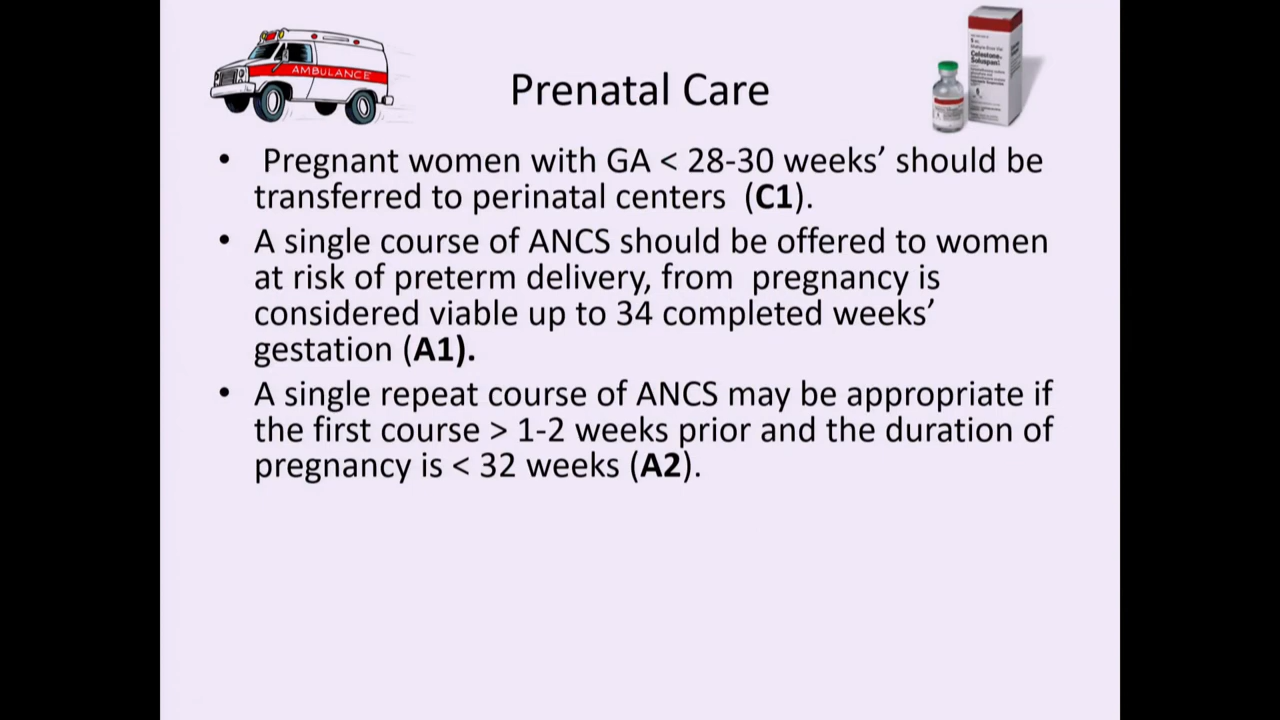 AMBULANCE
Prenatal Care
5 mL
Celestone
Soluspan
• Pregnant women with GA < 28-30 weeks’ should be
transferred to perinatal centers (C1).
• A single course of ANCS should be offered to women
at risk of preterm delivery, from pregnancy is
considered viable up to 34 completed weeks’
gestation (A1).
• A single repeat course of ANCS may be appropriate if
the first course > 1-2 weeks prior and the duration of
pregnancy is < 32 weeks (A2).